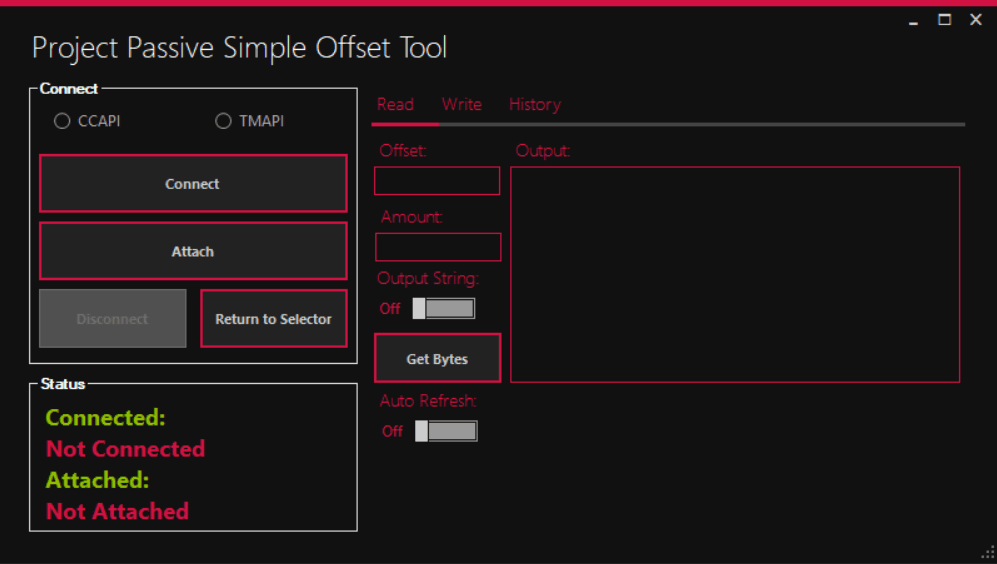 Project Passive Simple Offset Tool
Connect
CCAPI TMAPI
Connect
Attach
Disconnect Return to Selector
Status
Connected:
Not Connected
Attached:
Not Attached
Read Write History
Offset: Output:
Amount:
Output String:
Off
Get Bytes
Auto Refresh:
Off